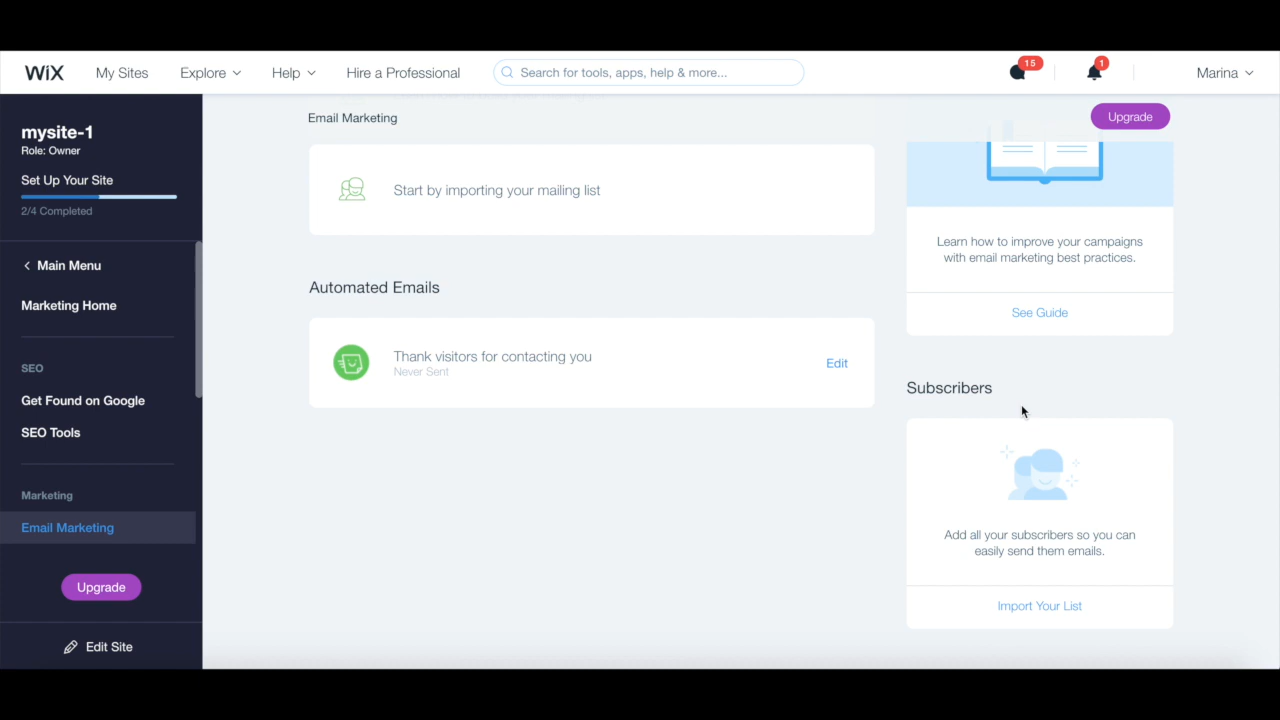 WiX
My Sites
Explore
Help
Hire a Professional
Search for tools, apps, help & more...
15
1
Marina
mysite-1
Role: Owner
Set Up Your Site
2/4 Completed
Main Menu
Marketing Home
SEO
Get Found on Google
SEO Tools
Marketing
Email Marketing
Upgrade
Edit Site
Email Marketing
Upgrade
Start by importing your mailing list
Automated Emails
Thank visitors for contacting you
Never Sent
Edit
Learn how to improve your campaigns
with email marketing best practices.
See Guide
Subscribers
Add all your subscribers so you can
easily send them emails.
Import Your List